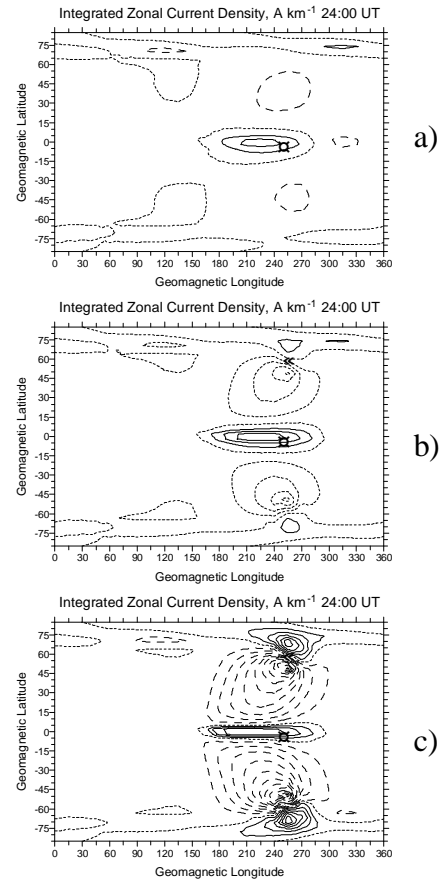 Integrated Zonal Current Density, A km-1 24:00 UT
75
60
45
30
15
0
-15
-30
-45
-60
-75
Geomagnetic Latitude
0 30 60 90 120 150 180 210 240 270 300 330 360
Geomagnetic Longitude
a)
Integrated Zonal Current Density, A km-1 24:00 UT
75
60
45
30
15
0
-15
-30
-45
-60
-75
Geomagnetic Latitude
0 30 60 90 120 150 180 210 240 270 300 330 360
Geomagnetic Longitude
b)
Integrated Zonal Current Density, A km-1 24:00 UT
75
60
45
30
15
0
-15
-30
-45
-60
-75
Geomagnetic Latitude
0 30 60 90 120 150 180 210 240 270 300 330 360
Geomagnetic Longitude
c)